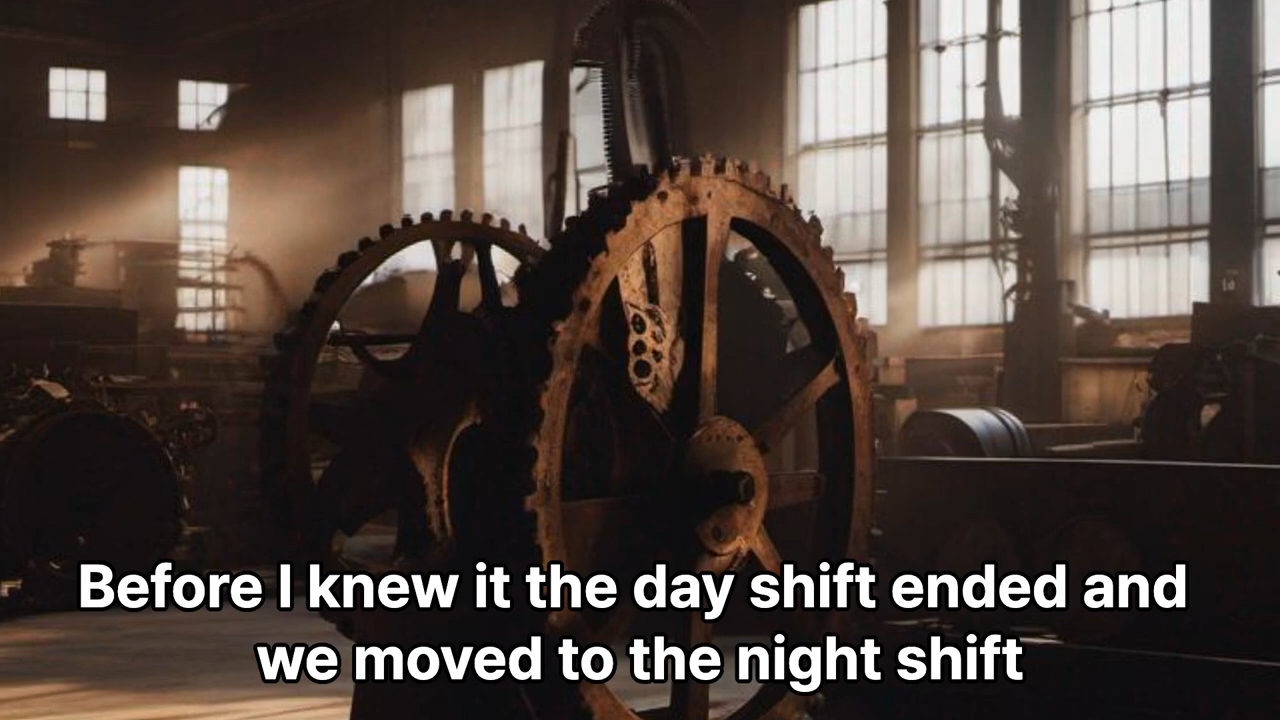 Before I knew it the day shift ended and
we moved to the night shift